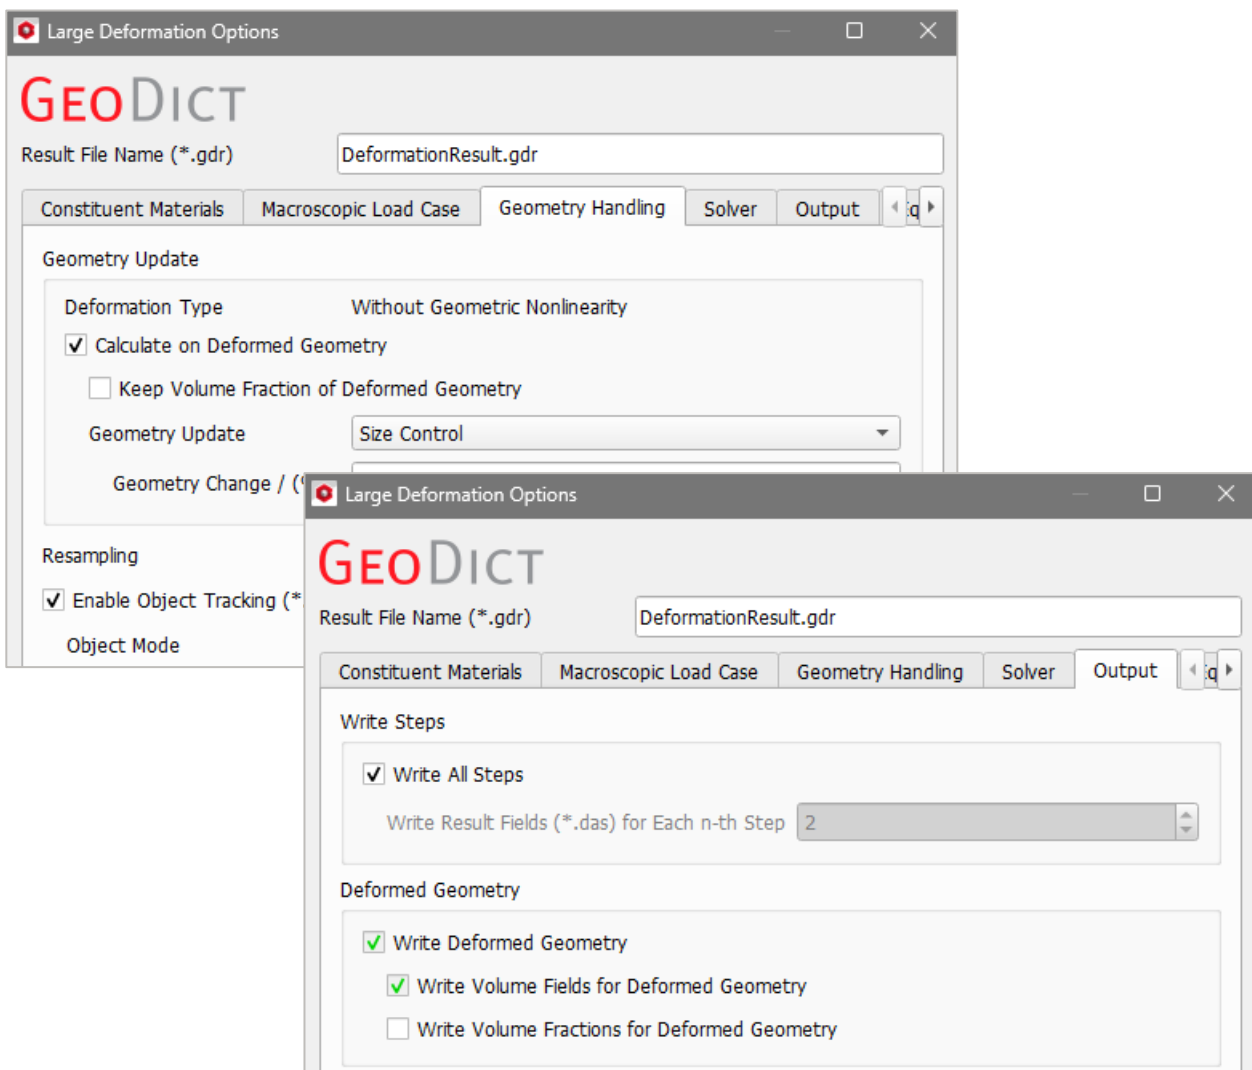 Large Deformation Options
GEODICT
Result File Name (*.gdr) DeformationResult.gdr
Constituent Materials Macroscopic Load Case Geometry Handling Solver Output
Geometry Update
Deformation Type Without Geometric Nonlinearity
Calculate on Deformed Geometry
Keep Volume Fraction of Deformed Geometry
Geometry Update Size Control
Geometry Change / (
Resampling
Enable Object Tracking (*.
Object Mode
Large Deformation Options
GEODICT
Result File Name (*.gdr) DeformationResult.gdr
Constituent Materials Macroscopic Load Case Geometry Handling Solver Output
Write Steps
Write All Steps
Write Result Fields (*.das) for Each n-th Step 2
Deformed Geometry
Write Deformed Geometry
Write Volume Fields for Deformed Geometry
Write Volume Fractions for Deformed Geometry